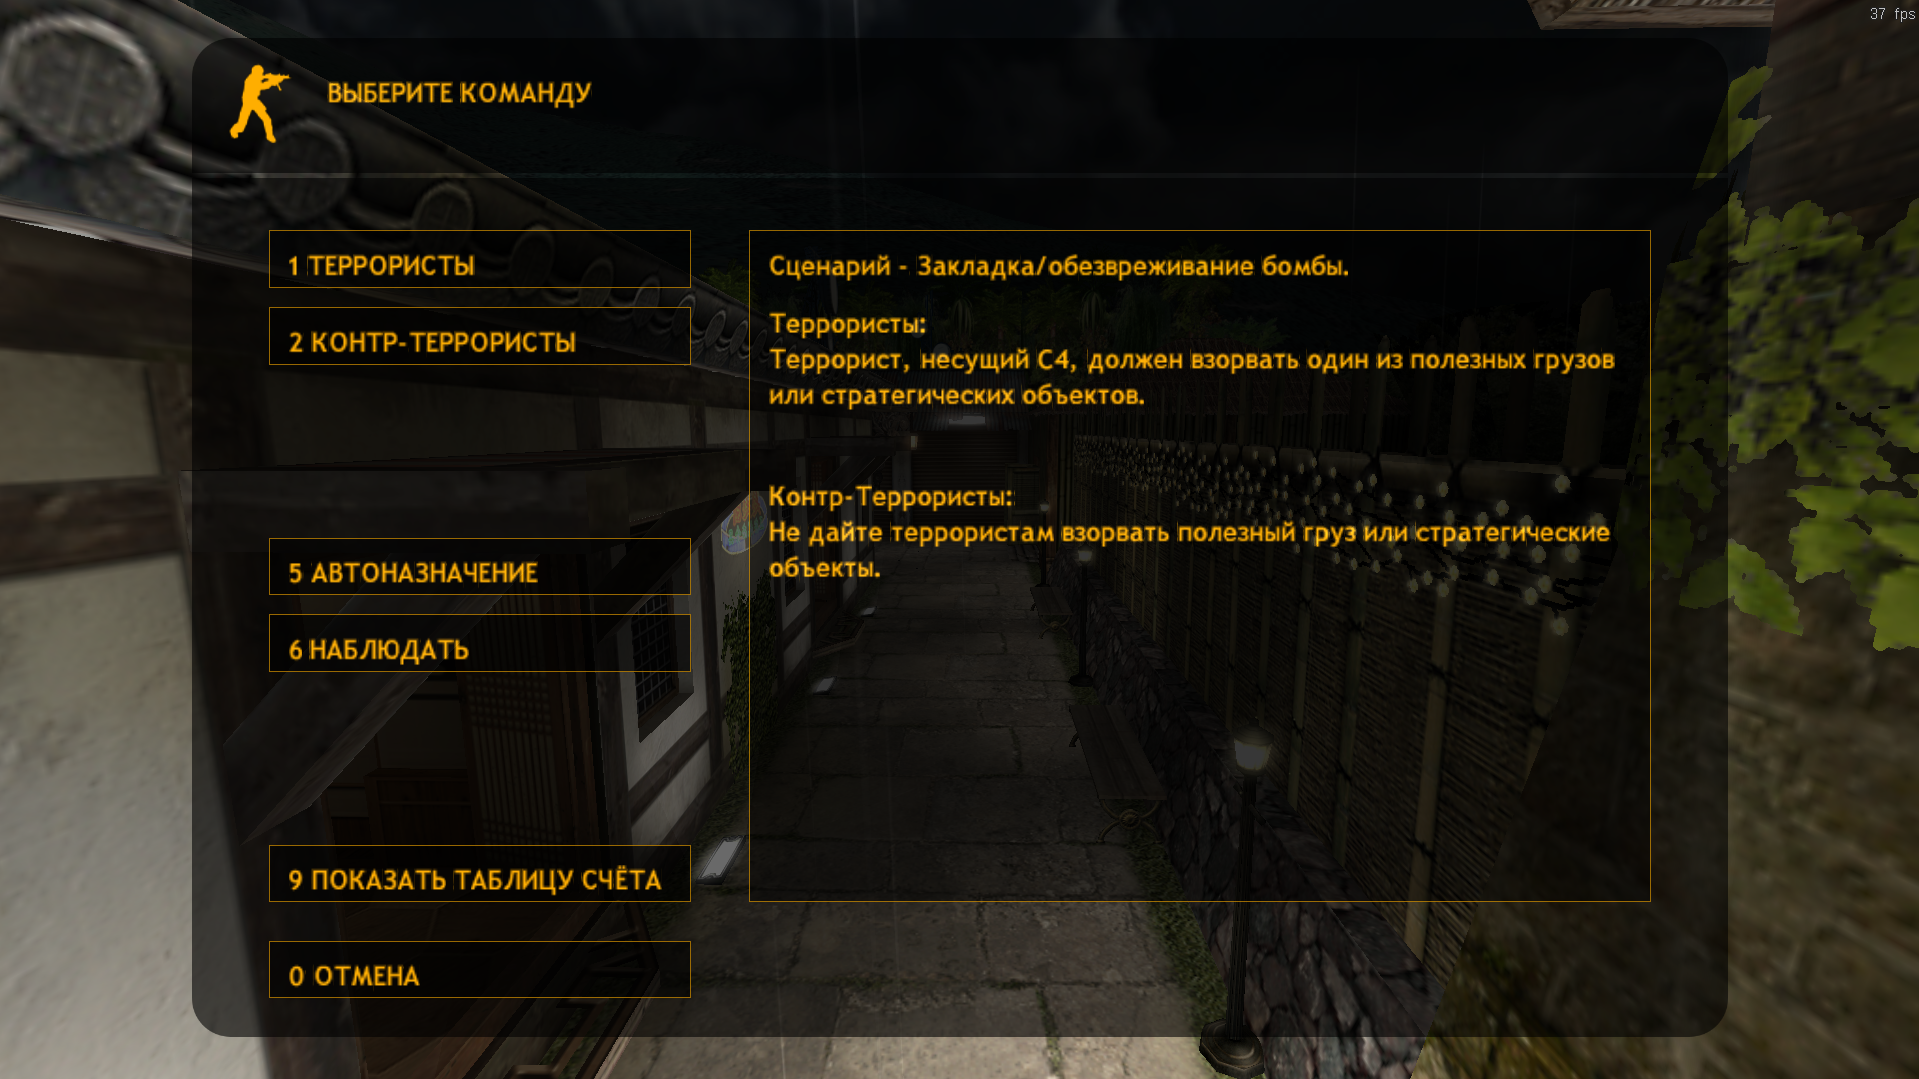 37 fps
ВЫБЕРИТЕ КОМАНДУ
1 ТЕРРОРИСТЫ
2 КОНТР-ТЕРРОРИСТЫ
5 АВТОНАЗНАЧЕНИЕ
6 НАБЛЮДАТЬ
9 ПОКАЗАТЬ ТАБЛИЦУ СЧЁТА
0 ОТМЕНА
Сценарий - Закладка/обезвреживание бомбы.
Террористы:
Террорист, несущий C4, должен взорвать один из полезных грузов
или стратегических объектов.
Контр-Террористы:
Не дайте террористам взорвать полезный груз или стратегические
объекты.